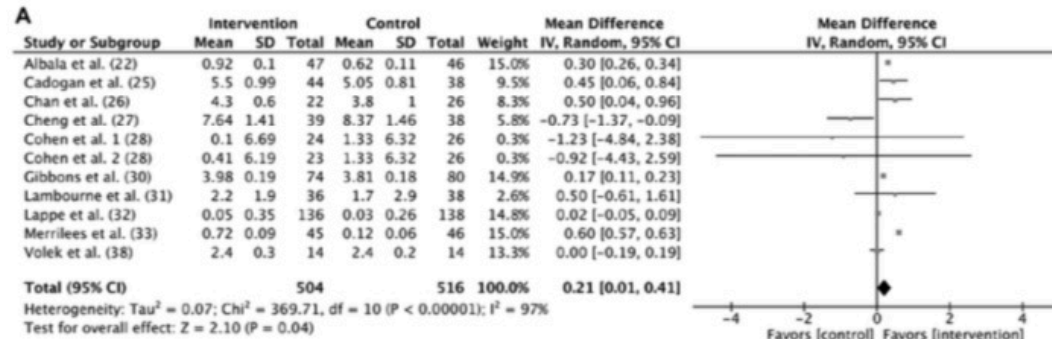 A
Intervention Control Mean Difference Mean Difference
Study or Subgroup Mean SD Total Mean SD Total Weight IV, Random, 95% CI IV, Random, 95% CI
Albala et al. (22) 0.92 0.1 47 0.62 0.11 46 15.0% 0.30 [0.26, 0.34]
Cadogan et al. (25) 5.5 0.99 44 5.05 0.81 38 9.5% 0.45 [0.06, 0.84]
Chan et al. (26) 4.3 0.6 22 3.8 1 26 8.3% 0.50 [0.04, 0.96]
Cheng et al. (27) 7.64 1.41 39 8.37 1.46 38 5.8% -0.73 [-1.37, -0.09]
Cohen et al. 1 (28) 0.1 6.69 24 1.33 6.32 26 0.3% -1.23 [-4.84, 2.38]
Cohen et al. 2 (28) 0.41 6.19 23 1.33 6.32 26 0.3% -0.92 [-4.43, 2.59]
Gibbons et al. (30) 3.98 0.19 74 3.81 0.18 80 14.9% 0.17 [0.11, 0.23]
Lambourne et al. (31) 2.2 1.9 36 1.7 2.9 38 2.6% 0.50 [-0.61, 1.61]
Lappe et al. (32) 0.05 0.35 136 0.03 0.26 138 14.8% 0.02 [-0.05, 0.09]
Merrilees et al. (33) 0.72 0.09 45 0.12 0.06 46 15.0% 0.60 [0.57, 0.63]
Volek et al. (38) 2.4 0.3 14 2.4 0.2 14 13.3% 0.00 [-0.19, 0.19]
Total (95% CI) 504 516 100.0% 0.21 [0.01, 0.41]
Heterogeneity: Tau² = 0.07; Chi² = 369.71, df = 10 (P < 0.00001); I² = 97%
Test for overall effect: Z = 2.10 (P = 0.04)
-4 -2 0 2 4
Favors [control] Favors [intervention]